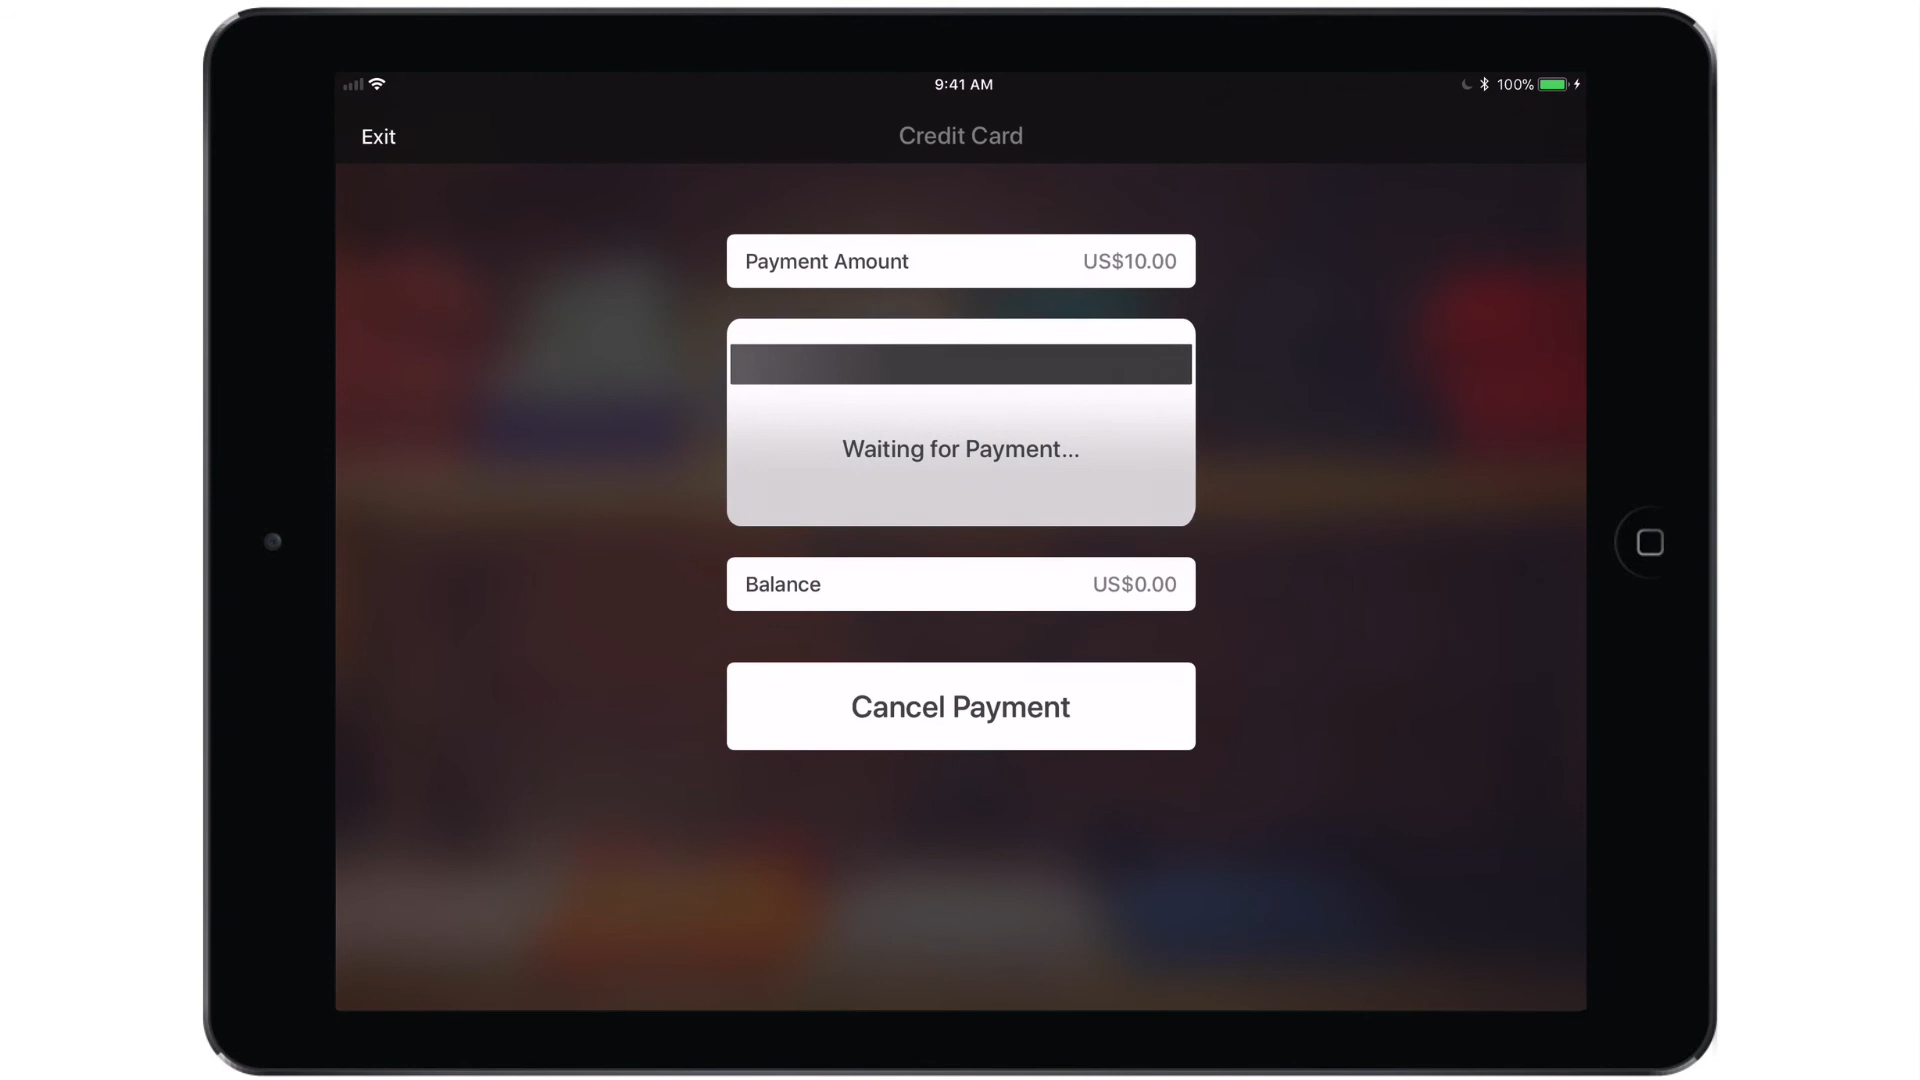 9:41 AM
100%
Exit
Credit Card
Payment Amount US$10.00
Waiting for Payment...
Balance US$0.00
Cancel Payment